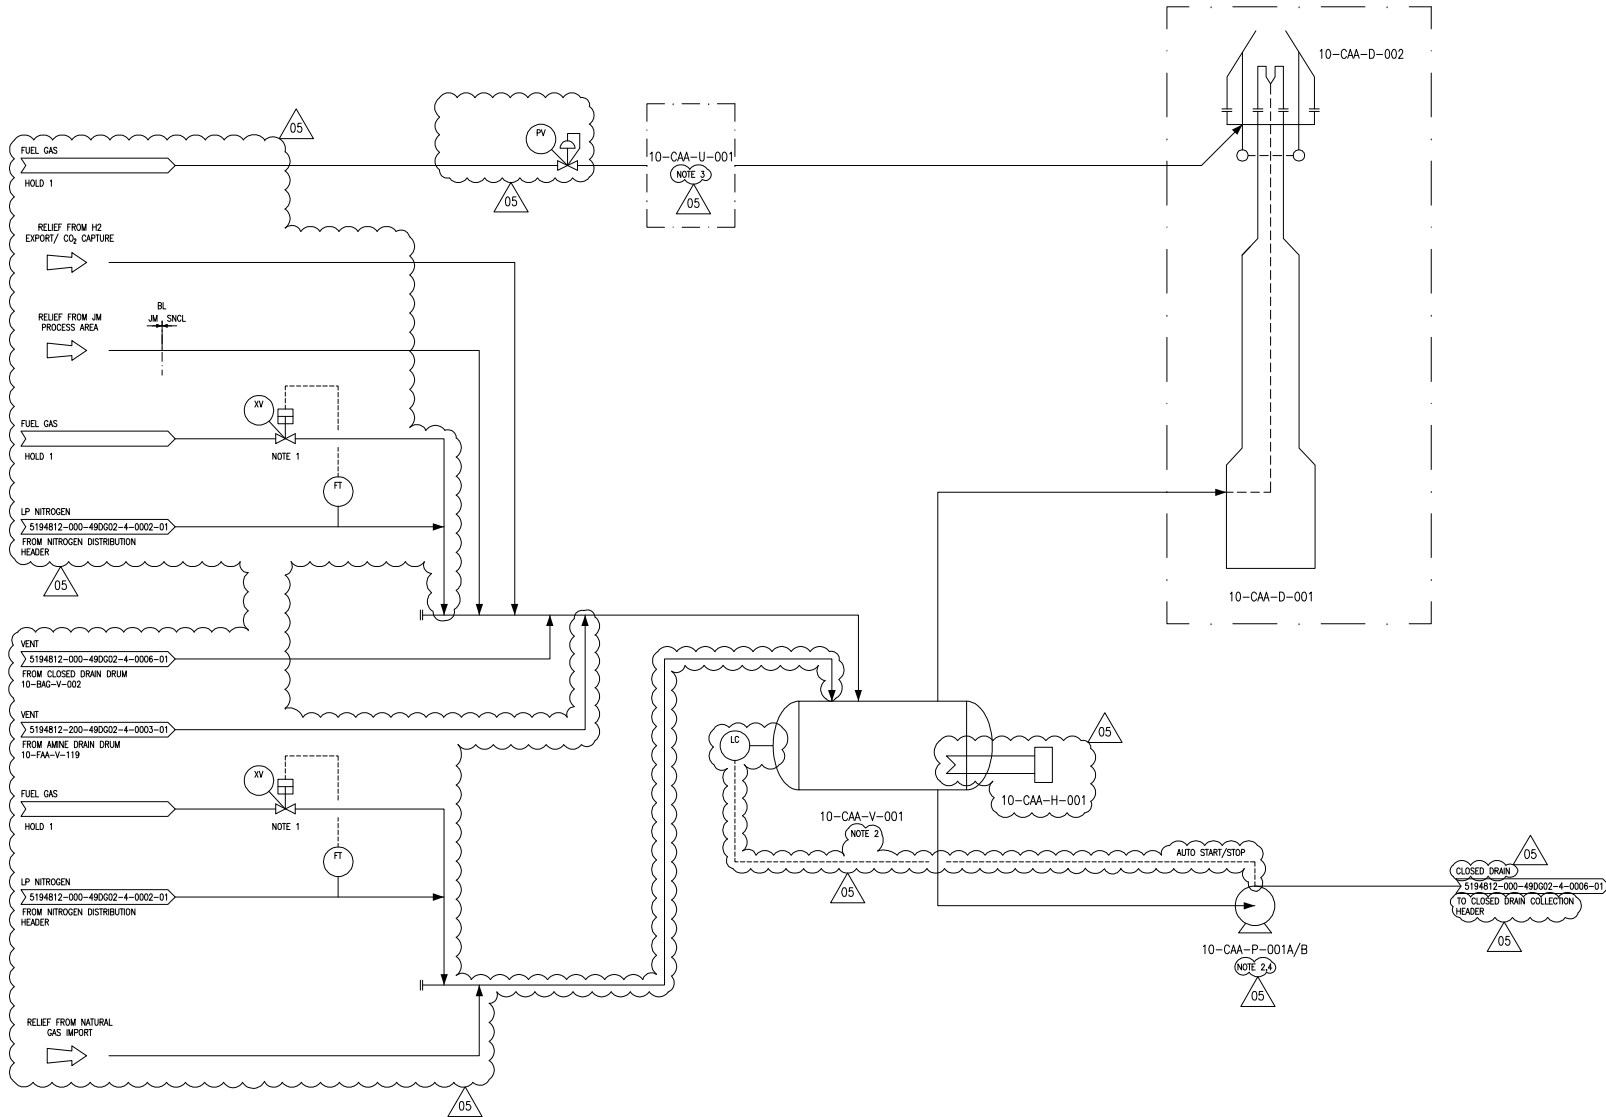 10-CAA-D-002
05
PV
FUEL GAS
HOLD 1
10-CAA-U-001
NOTE 3
05
05
RELIEF FROM H2
EXPORT/ CO₂ CAPTURE
BL
JM SNCL
RELIEF FROM JM
PROCESS AREA
XV
FUEL GAS
HOLD 1
NOTE 1
FT
LP NITROGEN
5194812-000-49DG02-4-0002-01
FROM NITROGEN DISTRIBUTION
HEADER
05
10-CAA-D-001
VENT
5194812-000-49DG02-4-0006-01
FROM CLOSED DRAIN DRUM
10-BAG-V-002
VENT
5194812-200-49DG02-4-0003-01
FROM AMINE DRAIN DRUM
10-FAA-V-119
LC
05
XV
FUEL GAS
HOLD 1
NOTE 1
10-CAA-H-001
10-CAA-V-001
NOTE 2
AUTO START/STOP
05
FT
LP NITROGEN
5194812-000-49DG02-4-0002-01
FROM NITROGEN DISTRIBUTION
HEADER
05
CLOSED DRAIN
5194812-000-49DG02-4-0006-01
TO CLOSED DRAIN COLLECTION
HEADER
05
10-CAA-P-001A/B
NOTE 2,4
05
RELIEF FROM NATURAL
GAS IMPORT
05